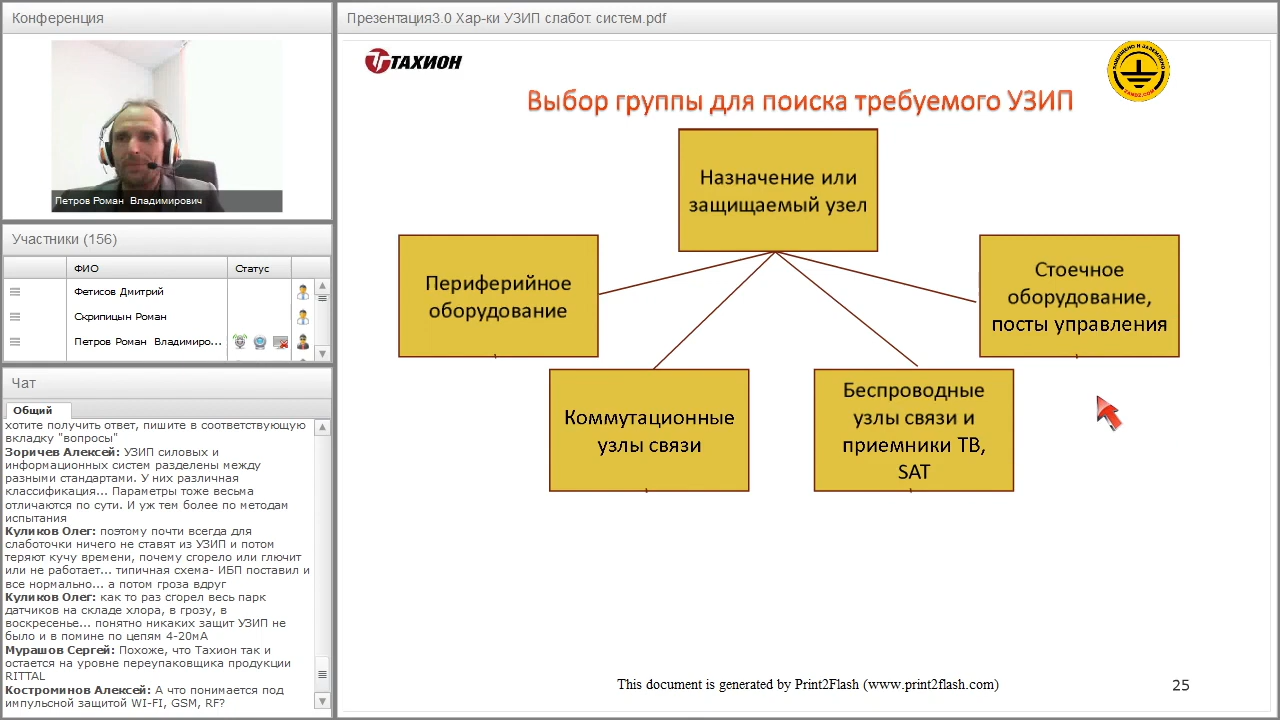 Конференция
Петров Роман Владимирович
Участники (156)
ФИО
Статус
Фетисов Дмитрий
Скрипицын Роман
Петров Роман Владимиро...
Чат
Общий
хотите получить ответ, пишите в соответствующую
вкладку "вопросы"
Зоричев Алексей: УЗИП силовых и
информационных систем разделены между
разными стандартами. У них различная
классификация... Параметры тоже весьма
отличаются по сути. И уж тем более по методам
испытания
Куликов Олег: поэтому почти всегда для
слаботочки ничего не ставят из УЗИП и потом
теряют кучу времени, почему сгорело или глючит
или не работает... типичная схема- ИБП поставил и
все нормально... а потом гроза вдруг
Куликов Олег: как то раз сгорел весь парк
датчиков на складе хлора, в грозу, в
воскресенье... понятно никаких защит УЗИП не
было и в помине по цепям 4-20мА
Мурашов Сергей: Похоже, что Тахион так и
остается на уровне переупаковщика продукции
RITTAL
Костроминов Алексей: А что понимается под
импульсной защитой WI-FI, GSM, RF?
Презентация3.0 Хар-ки УЗИП слабот. систем.pdf
ТАХИОН
ЗАЩИЩЕНО И ЗАЗЕМЛЕНО
ZANDZ.COM
Выбор группы для поиска требуемого УЗИП
Назначение или
защищаемый узел
Периферийное
оборудование
Стоечное
оборудование,
посты управления
Коммутационные
узлы связи
Беспроводные
узлы связи и
приемники ТВ,
SAT
This document is generated by Print2Flash (www.print2flash.com)
25